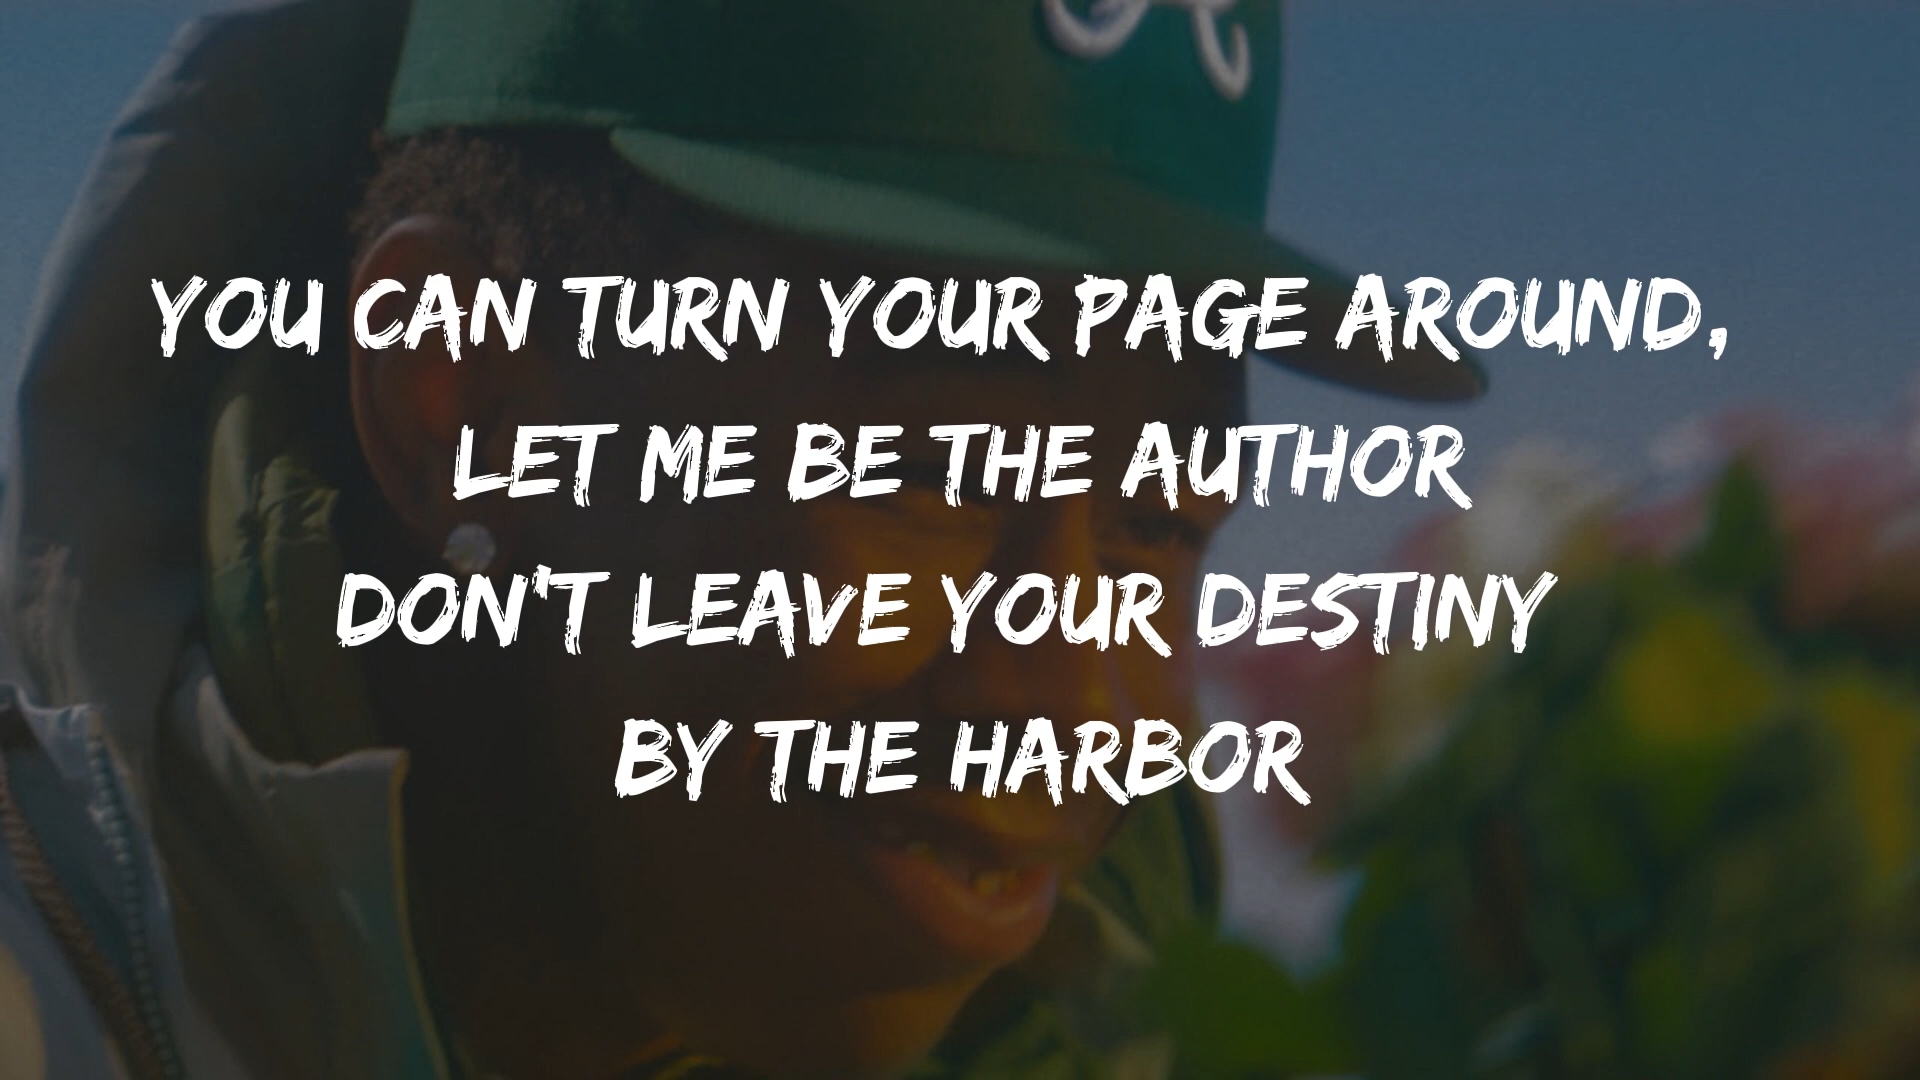 YOU CAN TURN YOUR PAGE AROUND,
LET ME BE THE AUTHOR
DON'T LEAVE YOUR DESTINY
BY THE HARBOR